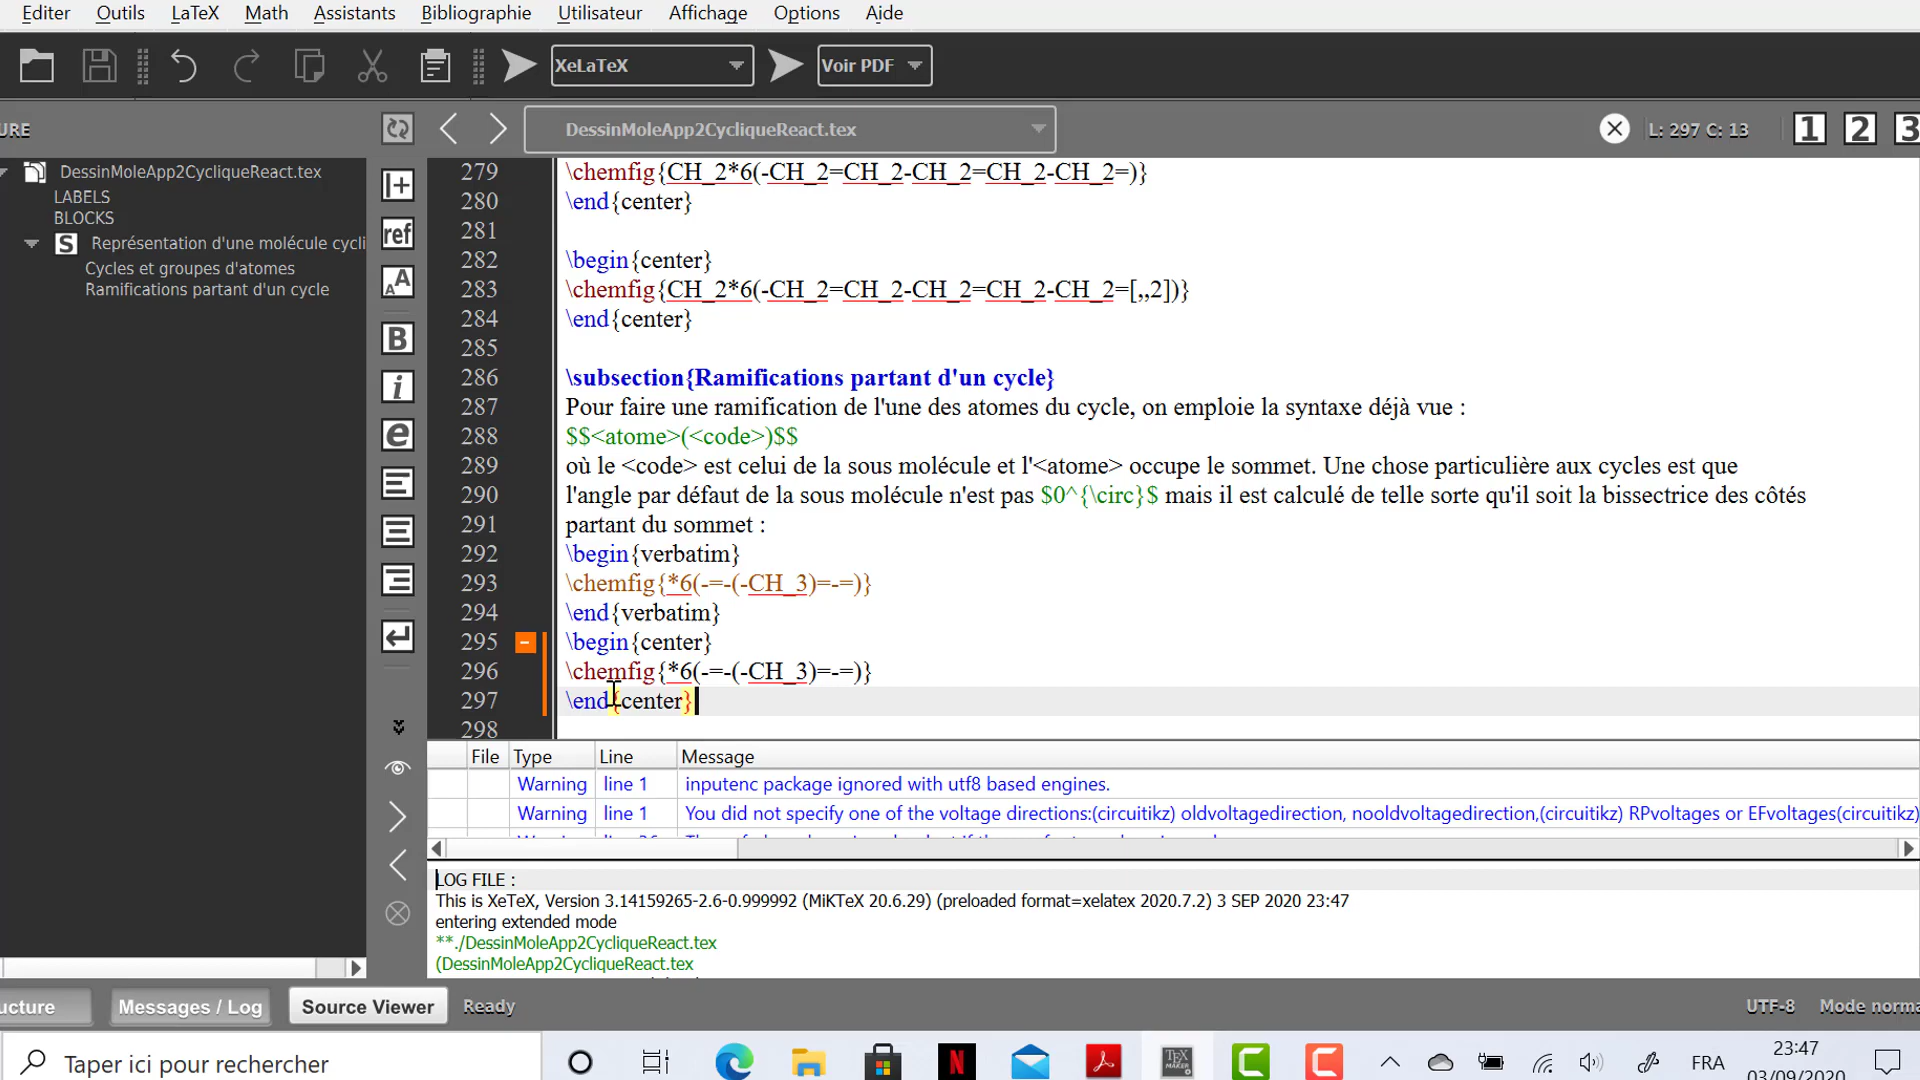 Editer Outils LaTeX Math Assistants Bibliographie Utilisateur Affichage Options Aide
XeLaTeX Voir PDF
URE DessinMoleApp2CycliqueReact.tex L: 297 C: 13 1 2 3
DessinMoleApp2CycliqueReact.tex
LABELS
BLOCKS
S Représentation d'une molécule cycli
Cycles et groupes d'atomes
Ramifications partant d'un cycle
ref
A A
B
i
e
279 \chemfig{CH_2*6(-CH_2=CH_2-CH_2=CH_2-CH_2=)}
280 \end{center}
281
282 \begin{center}
283 \chemfig{CH_2*6(-CH_2=CH_2-CH_2=CH_2-CH_2=[,,2])}
284 \end{center}
285
286 \subsection{Ramifications partant d'un cycle}
287 Pour faire une ramification de l'une des atomes du cycle, on emploie la syntaxe déjà vue :
288 $$<atome>(<code>)$$
289 où le <code> est celui de la sous molécule et l'<atome> occupe le sommet. Une chose particulière aux cycles est que
290 l'angle par défaut de la sous molécule n'est pas $0^{\circ}$ mais il est calculé de telle sorte qu'il soit la bissectrice des côtés
291 partant du sommet :
292 \begin{verbatim}
293 \chemfig{*6(-=-(-CH_3)=-=)}
294 \end{verbatim}
295 \begin{center}
296 \chemfig{*6(-=-(-CH_3)=-=)}
297 \end{center}
298
File Type Line Message
Warning line 1 inputenc package ignored with utf8 based engines.
Warning line 1 You did not specify one of the voltage directions:(circuitikz) oldvoltagedirection, nooldvoltagedirection,(circuitikz) RPvoltages or EFvoltages(circuitikz)
LOG FILE :
This is XeTeX, Version 3.14159265-2.6-0.999992 (MiKTeX 20.6.29) (preloaded format=xelatex 2020.7.2) 3 SEP 2020 23:47
entering extended mode
**./DessinMoleApp2CycliqueReact.tex
(DessinMoleApp2CycliqueReact.tex
ucture Messages / Log Source Viewer Ready UTF-8 Mode norma
Taper ici pour rechercher FRA 23:47
03/09/2020